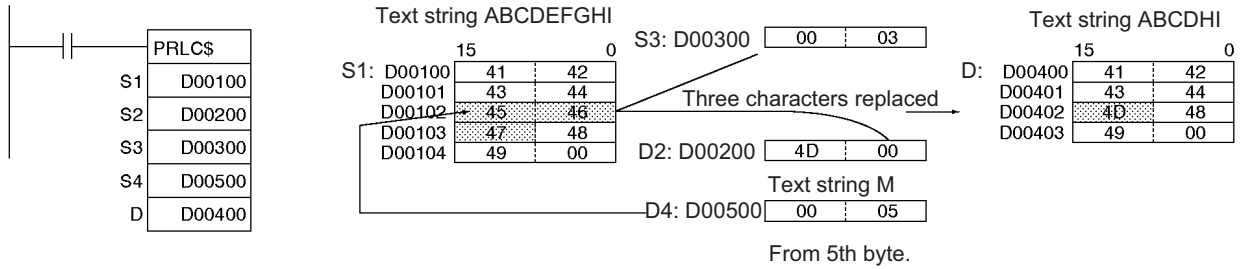 PRLC$
S1 D00100
S2 D00200
S3 D00300
S4 D00500
D D00400
Text string ABCDEFGHI
15 0
S1: D00100 41 42
D00101 43 44
D00102 45 46
D00103 47 48
D00104 49 00
S3: D00300 00 03
Three characters replaced
D2: D00200 4D 00
Text string M
D4: D00500 00 05
From 5th byte.
Text string ABCDHI
15 0
D: D00400 41 42
D00401 43 44
D00402 4D 48
D00403 49 00